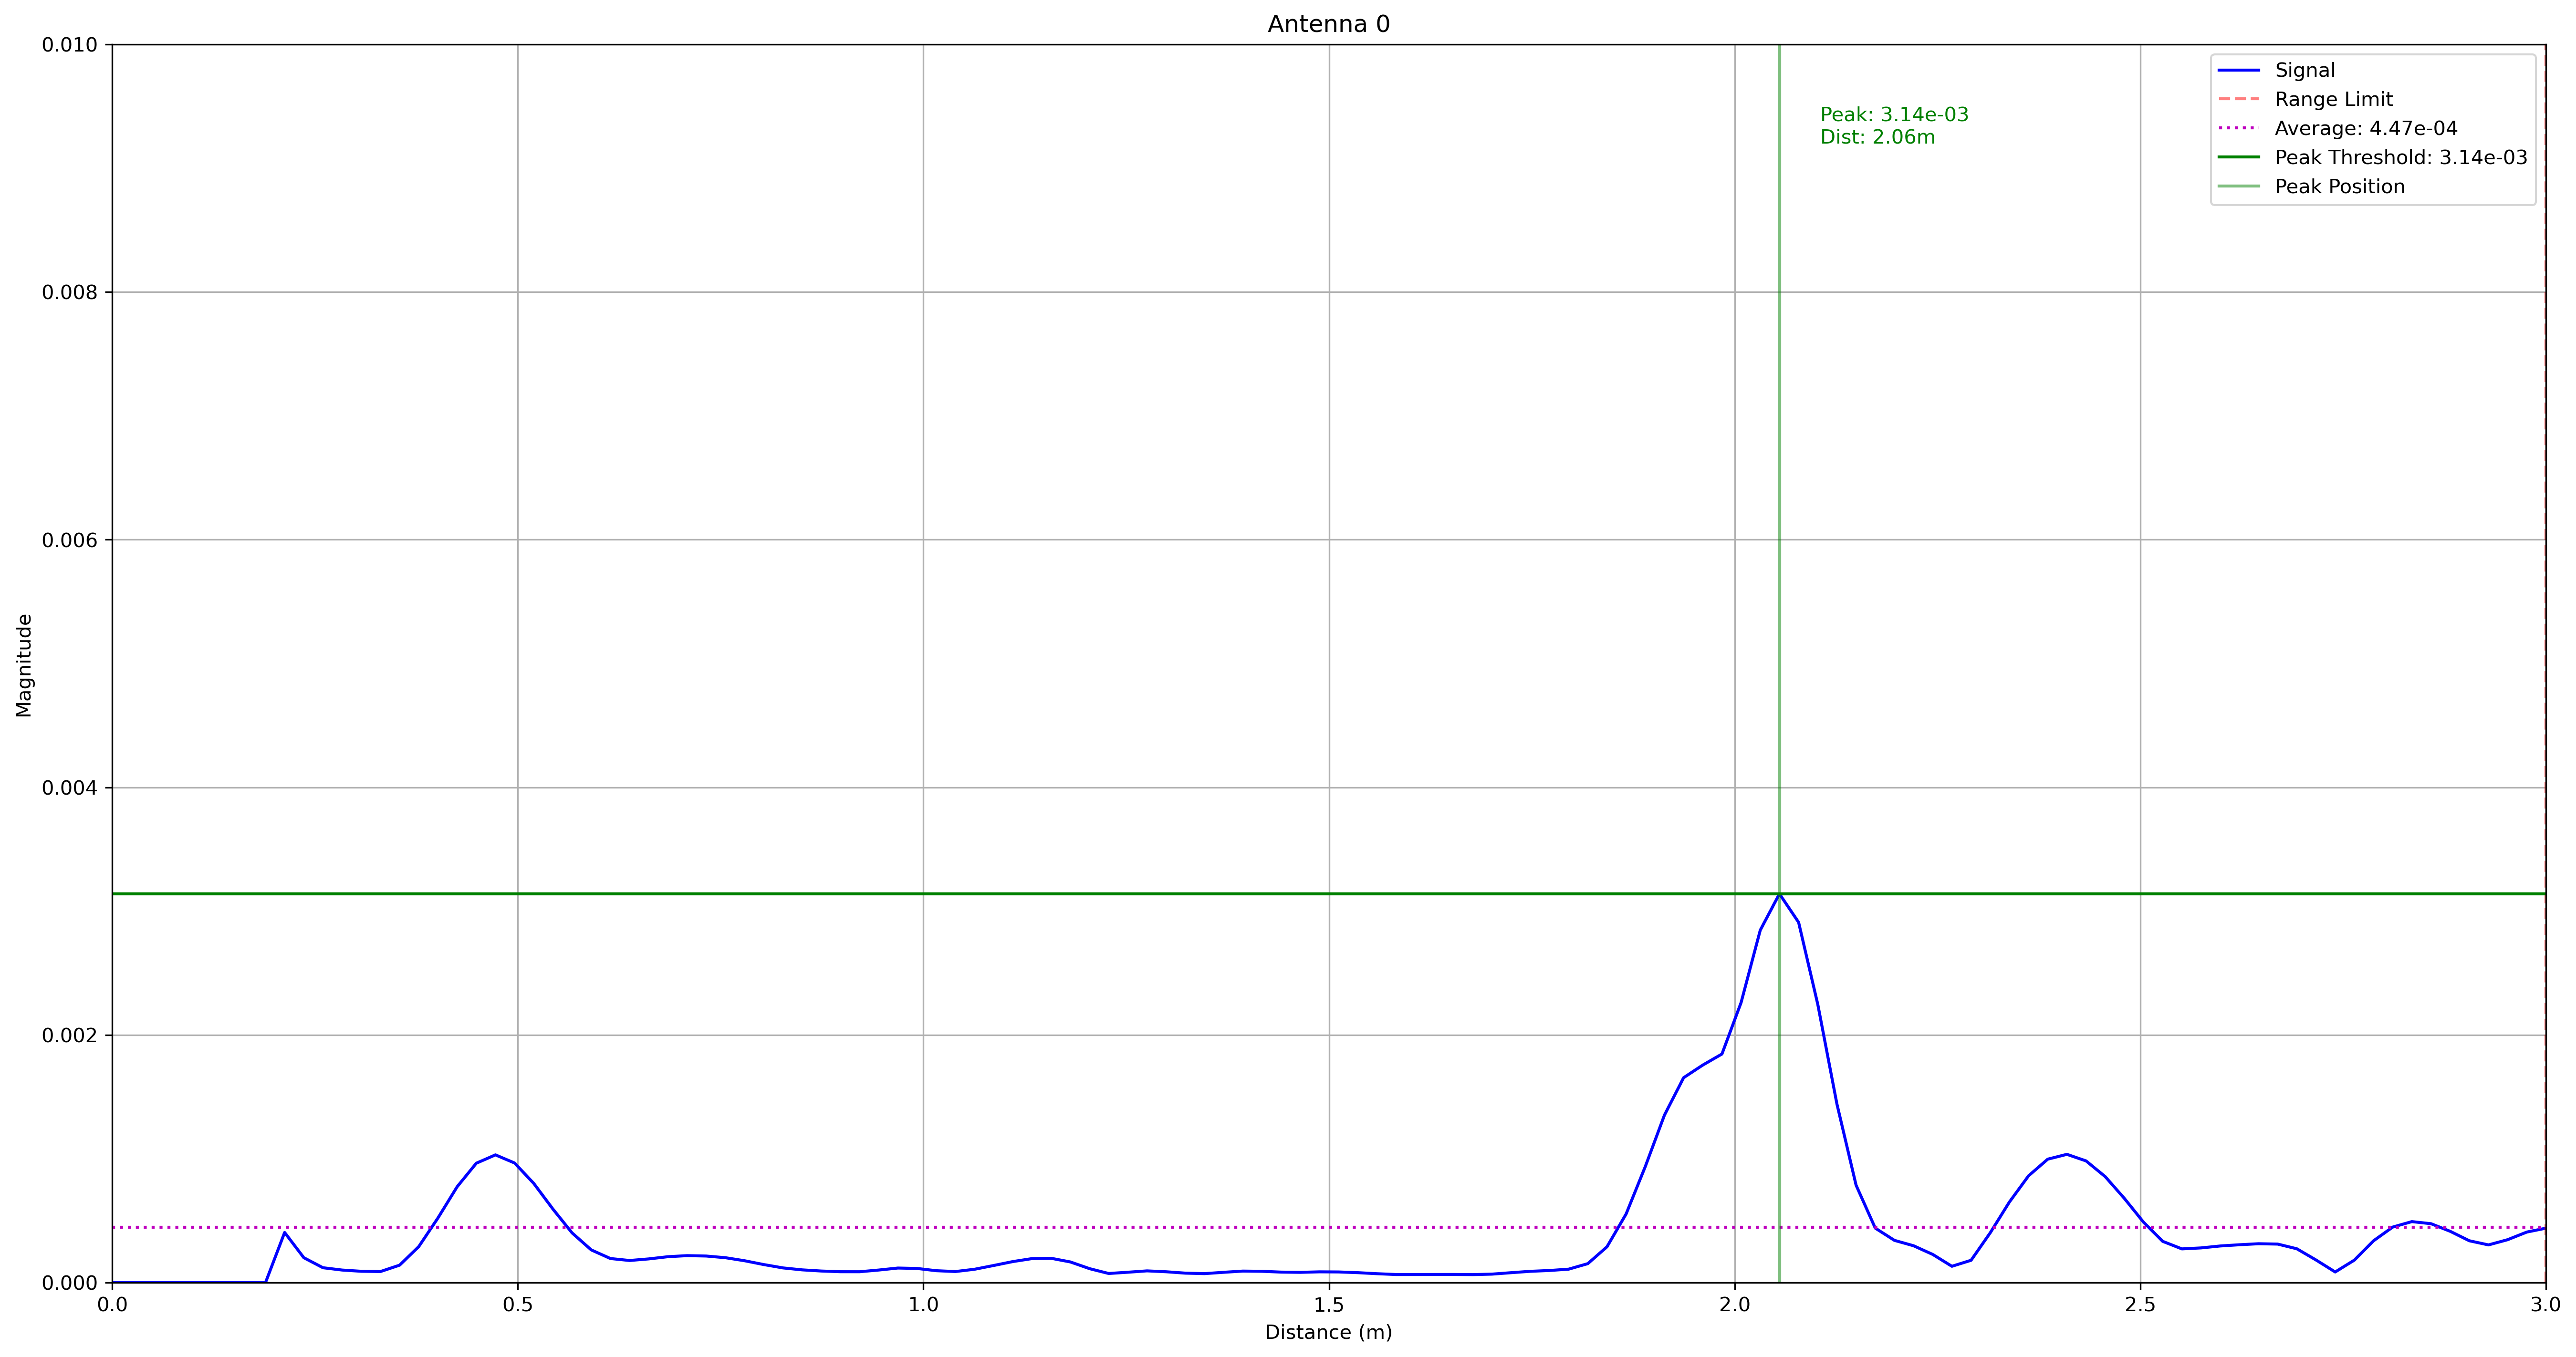 Antenna 0
0.010
0.008
0.006
0.004
0.002
0.000
Magnitude
Signal
Range Limit
Average: 4.47e-04
Peak Threshold: 3.14e-03
Peak Position
Peak: 3.14e-03
Dist: 2.06m
0.0 0.5 1.0 1.5 2.0 2.5 3.0
Distance (m)